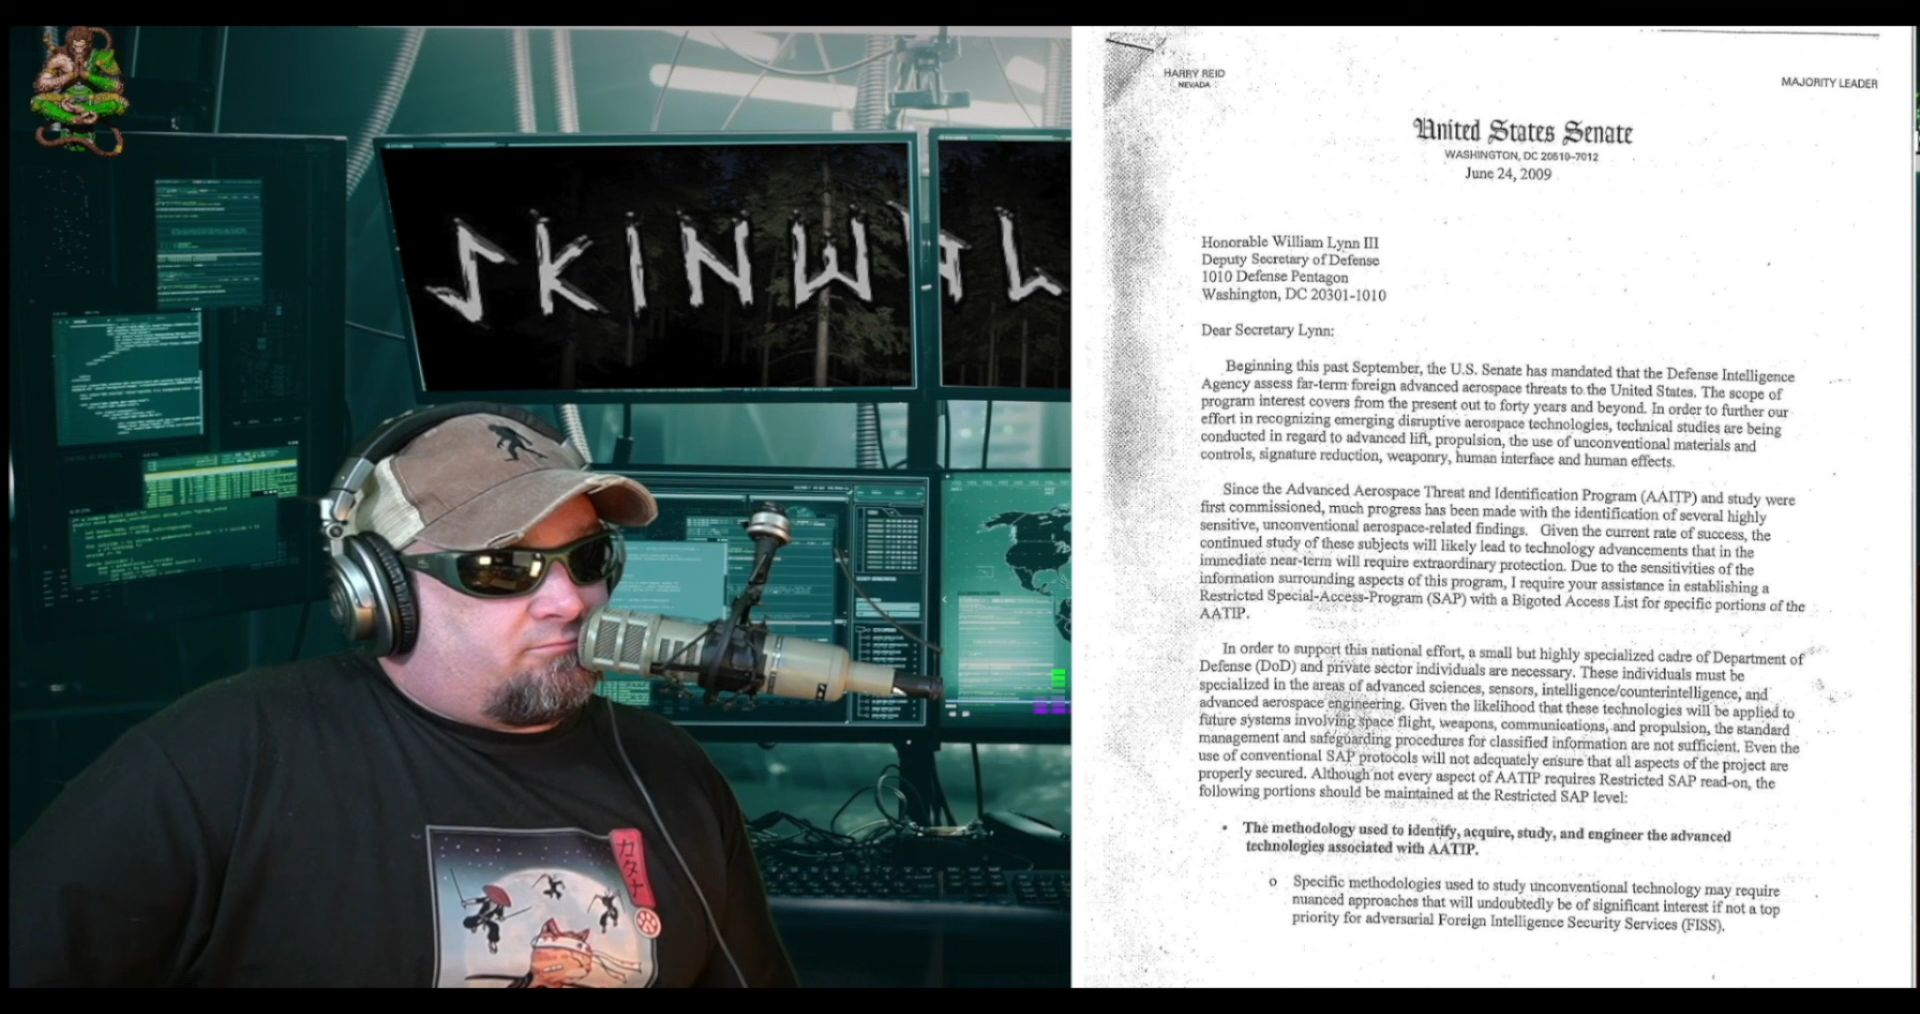 SKINWAL
カタナ
HARRY REID
NEVADA
MAJORITY LEADER
United States Senate
WASHINGTON, DC 20510-7012
June 24, 2009
Honorable William Lynn III
Deputy Secretary of Defense
1010 Defense Pentagon
Washington, DC 20301-1010
Dear Secretary Lynn:
Beginning this past September, the U.S. Senate has mandated that the Defense Intelligence
Agency assess far-term foreign advanced aerospace threats to the United States. The scope of
program interest covers from the present out to forty years and beyond. In order to further our
effort in recognizing emerging disruptive aerospace technologies, technical studies are being
conducted in regard to advanced lift, propulsion, the use of unconventional materials and
controls, signature reduction, weaponry, human interface and human effects.
Since the Advanced Aerospace Threat and Identification Program (AAITP) and study were
first commissioned, much progress has been made with the identification of several highly
sensitive, unconventional aerospace-related findings. Given the current rate of success, the
continued study of these subjects will likely lead to technology advancements that in the
immediate near-term will require extraordinary protection. Due to the sensitivities of the
information surrounding aspects of this program, I require your assistance in establishing a
Restricted Special-Access-Program (SAP) with a Bigoted Access List for specific portions of the
AATIP.
In order to support this national effort, a small but highly specialized cadre of Department of
Defense (DoD) and private sector individuals are necessary. These individuals must be
specialized in the areas of advanced sciences, sensors, intelligence/counterintelligence, and
advanced aerospace engineering. Given the likelihood that these technologies will be applied to
future systems involving space flight, weapons, communications, and propulsion, the standard
management and safeguarding procedures for classified information are not sufficient. Even the
use of conventional SAP protocols will not adequately ensure that all aspects of the project are
properly secured. Although not every aspect of AATIP requires Restricted SAP read-on, the
following portions should be maintained at the Restricted SAP level:
• The methodology used to identify, acquire, study, and engineer the advanced
technologies associated with AATIP.
o Specific methodologies used to study unconventional technology may require
nuanced approaches that will undoubtedly be of significant interest if not a top
priority for adversarial Foreign Intelligence Security Services (FISS).